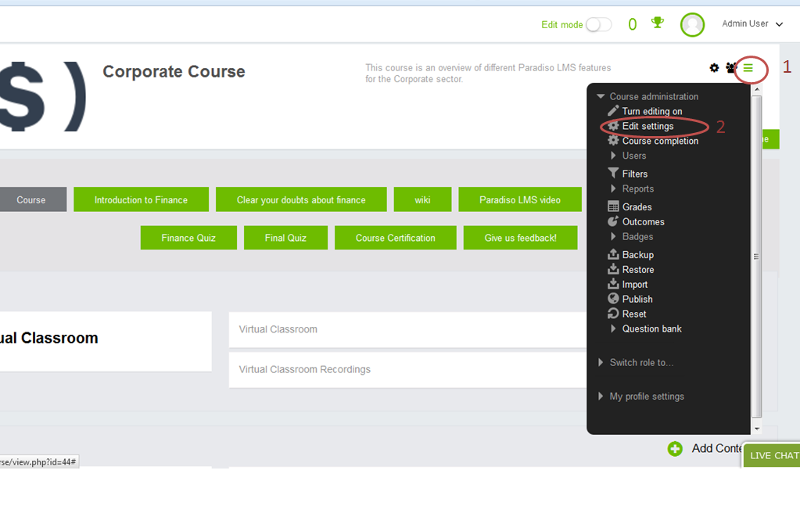 Edit mode 0 Admin User
1
$)
Corporate Course
This course is an overview of different Paradiso LMS features
for the Corporate sector.
Course administration
Turn editing on
Edit settings 2
Course completion
Users
Filters
Reports
Grades
Outcomes
Badges
Backup
Restore
Import
Publish
Reset
Question bank
Switch role to...
My profile settings
Course Introduction to Finance Clear your doubts about finance wiki Paradiso LMS video
Finance Quiz Final Quiz Course Certification Give us feedback!
ual Classroom
Virtual Classroom
Virtual Classroom Recordings
Add Conte
rse/view.php?id=44#
LIVE CHAT